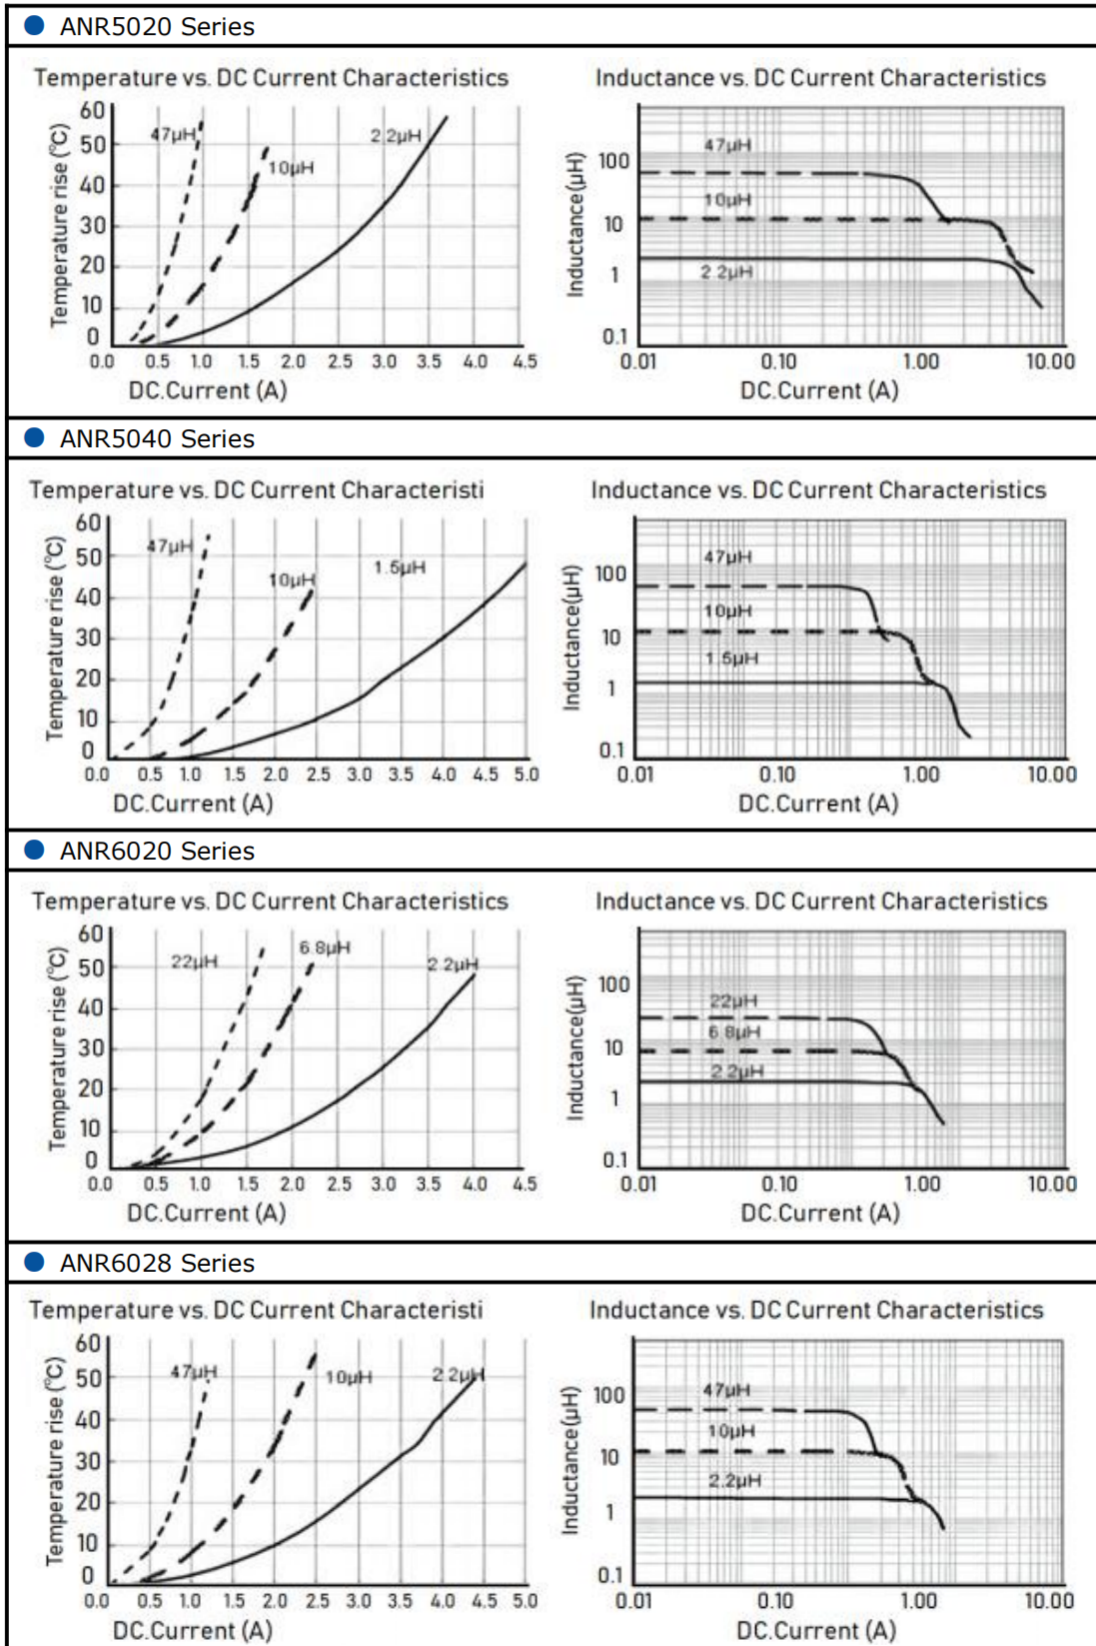 ANR5020 Series
Temperature vs. DC Current Characteristics
Temperature rise (℃)
60
50
40
30
20
10
0
47µH
10µH
2.2µH
0.0 0.5 1.0 1.5 2.0 2.5 3.0 3.5 4.0 4.5
DC.Current (A)
Inductance vs. DC Current Characteristics
Inductance(µH)
100
10
1
0.1
47µH
10µH
2.2µH
0.01 0.10 1.00 10.00
DC.Current (A)
ANR5040 Series
Temperature vs. DC Current Characteristi
Temperature rise (℃)
60
50
40
30
20
10
0
47µH
10µH
1.5µH
0.0 0.5 1.0 1.5 2.0 2.5 3.0 3.5 4.0 4.5 5.0
DC.Current (A)
Inductance vs. DC Current Characteristics
Inductance(µH)
100
10
1
0.1
47µH
10µH
1.5µH
0.01 0.10 1.00 10.00
DC.Current (A)
ANR6020 Series
Temperature vs. DC Current Characteristics
Temperature rise (℃)
60
50
40
30
20
10
0
22µH
6.8µH
2.2µH
0.0 0.5 1.0 1.5 2.0 2.5 3.0 3.5 4.0 4.5
DC.Current (A)
Inductance vs. DC Current Characteristics
Inductance(µH)
100
10
1
0.1
22µH
6.8µH
2.2µH
0.01 0.10 1.00 10.00
DC.Current (A)
ANR6028 Series
Temperature vs. DC Current Characteristi
Temperature rise (℃)
60
50
40
30
20
10
0
47µH
10µH
2.2µH
0.0 0.5 1.0 1.5 2.0 2.5 3.0 3.5 4.0 4.5 5.0
DC.Current (A)
Inductance vs. DC Current Characteristics
Inductance(µH)
100
10
1
0.1
47µH
10µH
2.2µH
0.01 0.10 1.00 10.00
DC.Current (A)